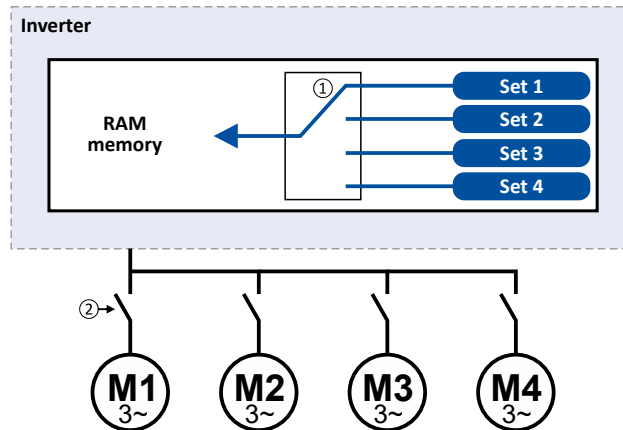 Inverter
①
Set 1
RAM
memory
Set 2
Set 3
Set 4
②
M1
3~
M2
3~
M3
3~
M4
3~